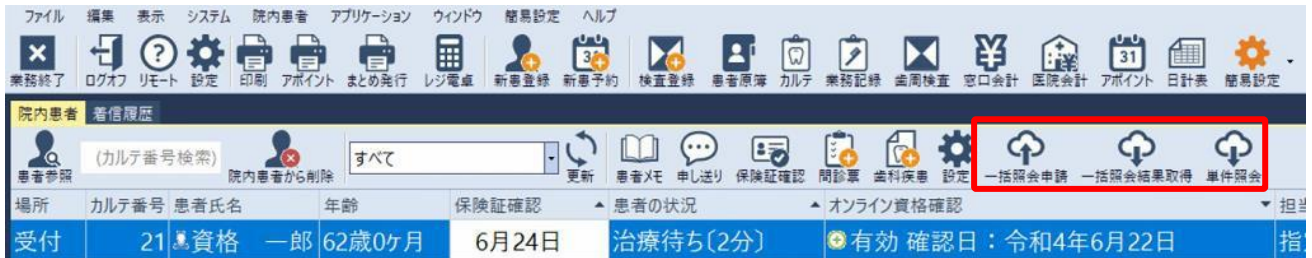 ファイル 編集 表示 システム 院内患者 アプリケーション ウィンドウ 簡易設定 ヘルプ
業務終了 ログオフ リモート 設定 印刷 アポイント まとめ発行 レジ電卓 新患登録 新患予約 検査登録 患者原簿 カルテ 業務記録 歯周検査 窓口会計 医院会計 アポイント 日計表 簡易設定
院内患者 着信履歴
(カルテ番号検索) すべて
患者参照 院内患者から削除 更新 患者メモ 申し送り 保険証確認 問診票 歯科疾患 設定 一括照会申請 一括照会結果取得 単件照会
場所 カルテ番号 患者氏名 年齢 保険証確認 患者の状況 オンライン資格確認 担当
受付 21 資格 一郎 62歳0ケ月 6月24日 治療待ち〔2分〕 有効 確認日：令和4年6月22日 指